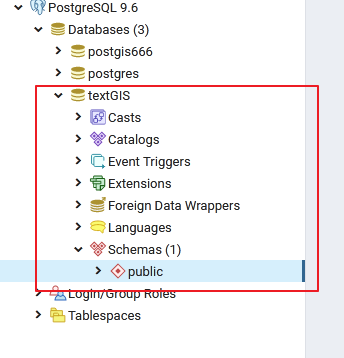 PostgreSQL 9.6
Databases (3)
postgis666
postgres
textGIS
Casts
Catalogs
Event Triggers
Extensions
Foreign Data Wrappers
Languages
Schemas (1)
public
Login/Group Roles
Tablespaces